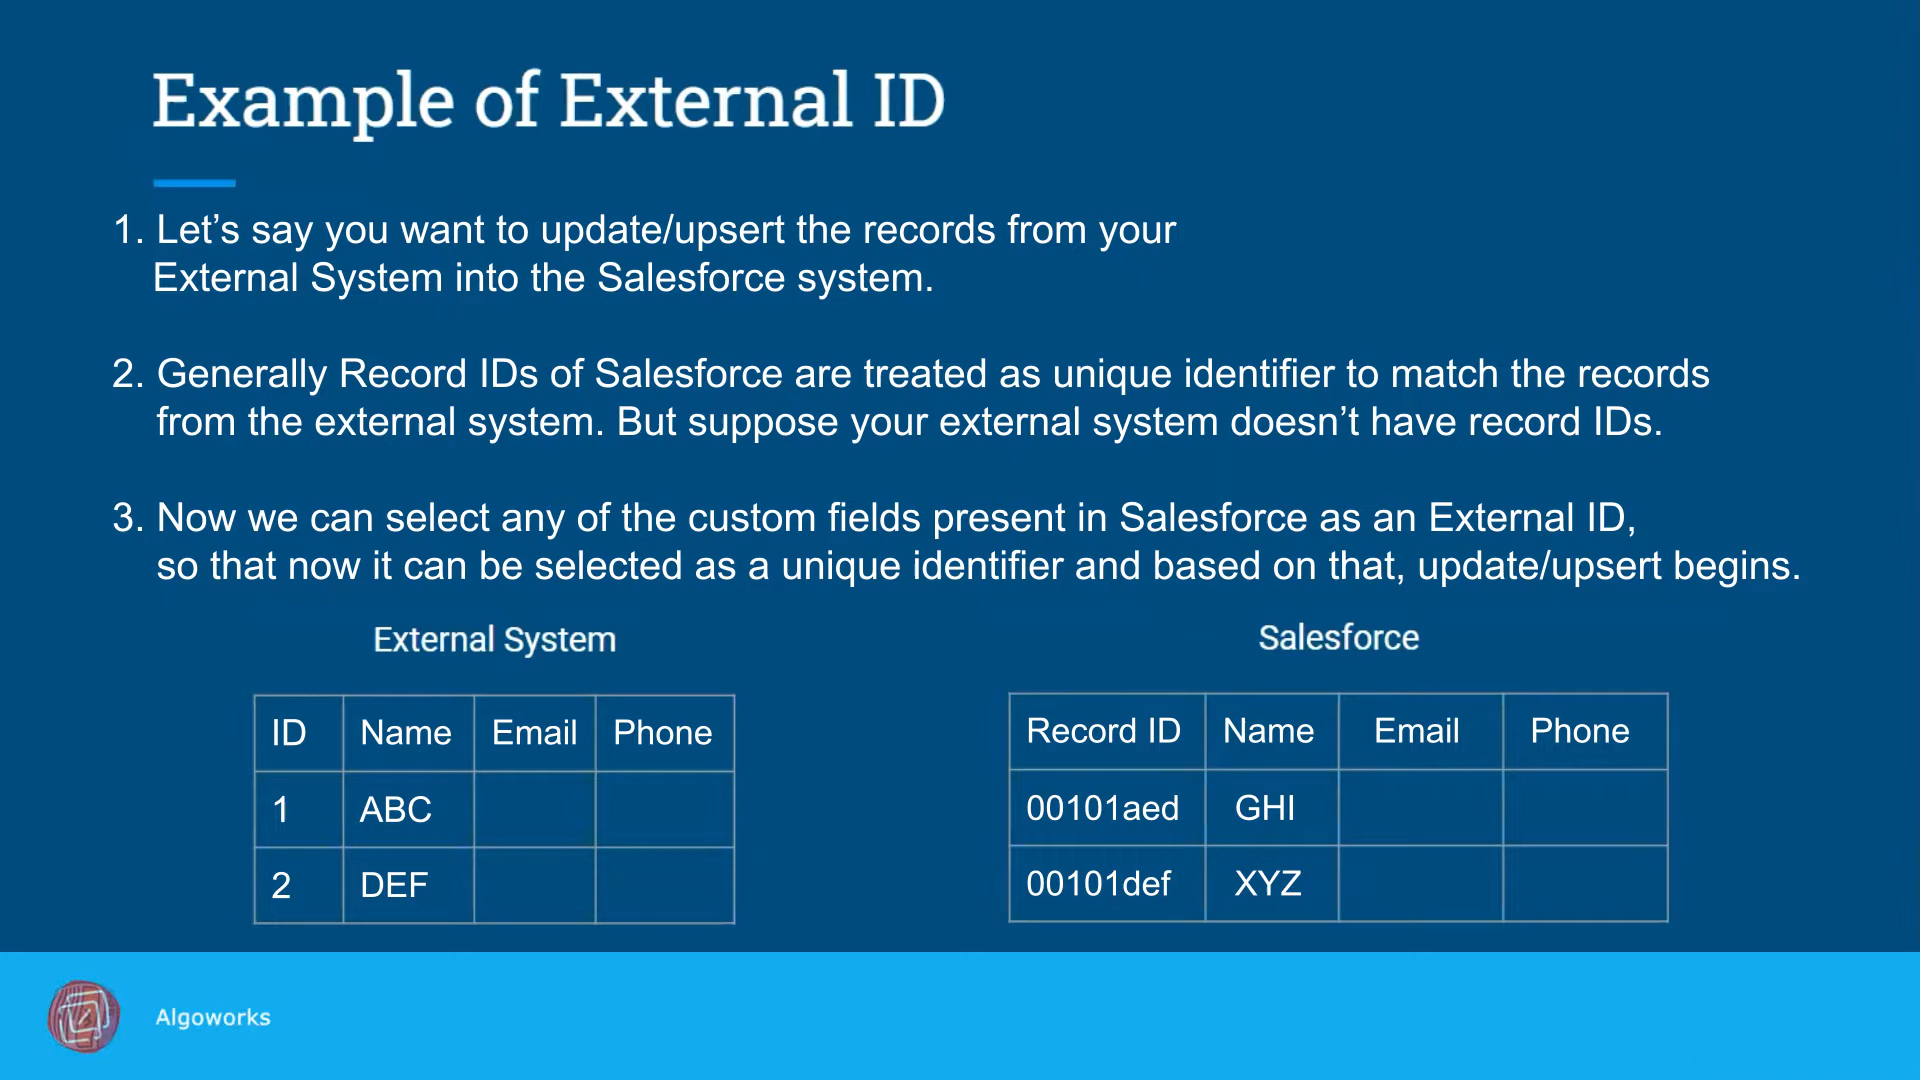 Example of External ID
1. Let’s say you want to update/upsert the records from your
External System into the Salesforce system.
2. Generally Record IDs of Salesforce are treated as unique identifier to match the records
from the external system. But suppose your external system doesn’t have record IDs.
3. Now we can select any of the custom fields present in Salesforce as an External ID,
so that now it can be selected as a unique identifier and based on that, update/upsert begins.
External System
ID Name Email Phone
1 ABC
2 DEF
Salesforce
Record ID Name Email Phone
00101aed GHI
00101def XYZ
Algoworks